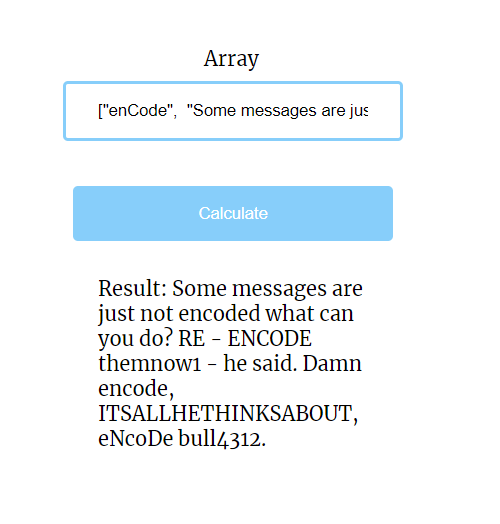 Array
["enCode",  "Some messages are jus
Calculate
Result: Some messages are
just not encoded what can
you do? RE - ENCODE
themnow1 - he said. Damn
encode,
ITSALLHETHINKSABOUT,
eNcoDe bull4312.